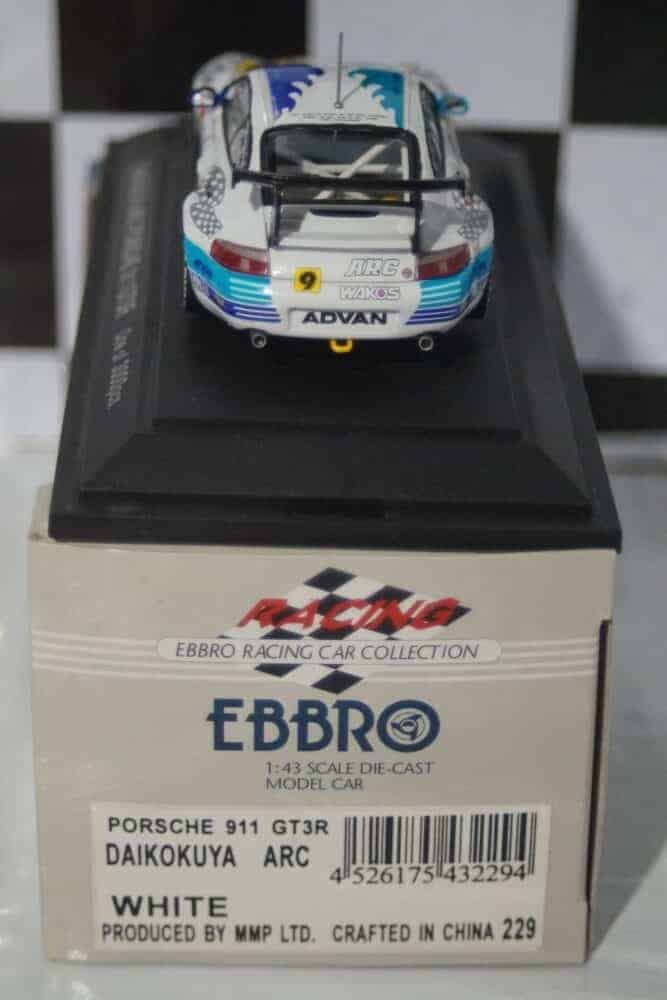 ARC
9
WAKO'S
ADVAN
RACING
EBBRO RACING CAR COLLECTION
EBBRO
1:43 SCALE DIE-CAST
MODEL CAR
PORSCHE 911 GT3R
DAIKOKUYA ARC
4 526175 432294
WHITE
PRODUCED BY MMP LTD. CRAFTED IN CHINA 229